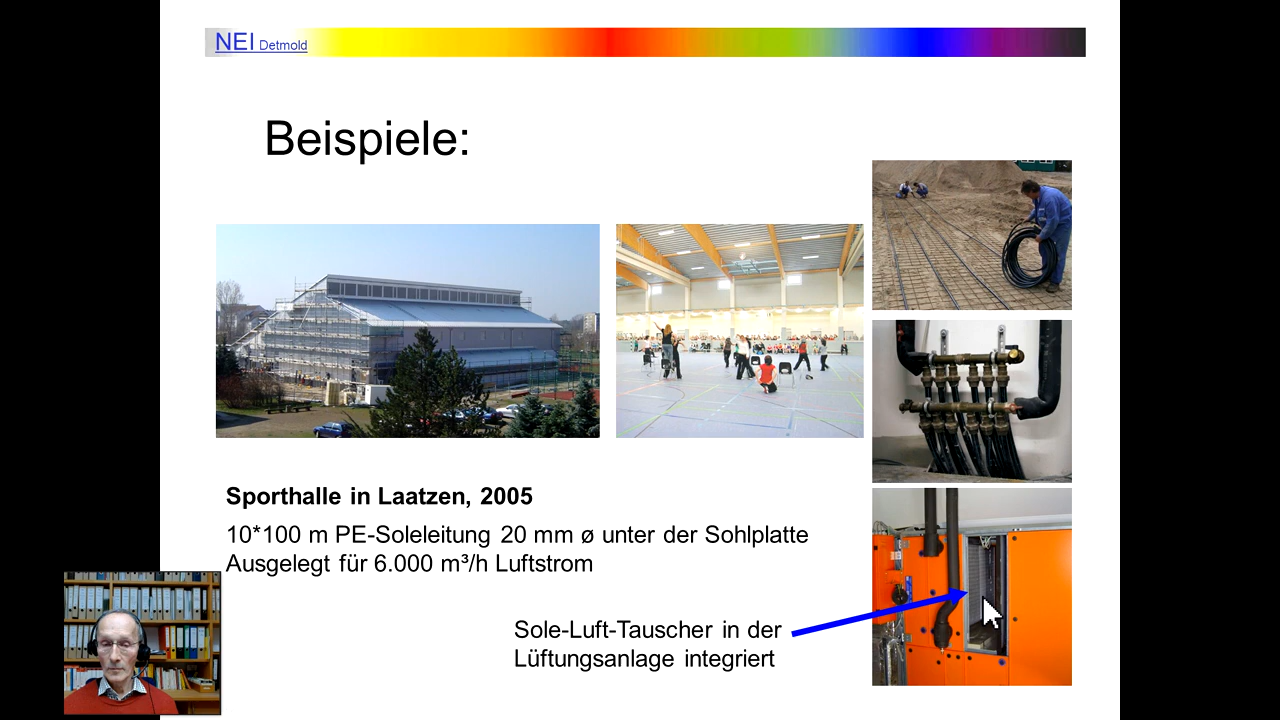 NEI Detmold
Beispiele:
Sporthalle in Laatzen, 2005
10*100 m PE-Soleleitung 20 mm ø unter der Sohlplatte
Ausgelegt für 6.000 m³/h Luftstrom
Sole-Luft-Tauscher in der
Lüftungsanlage integriert